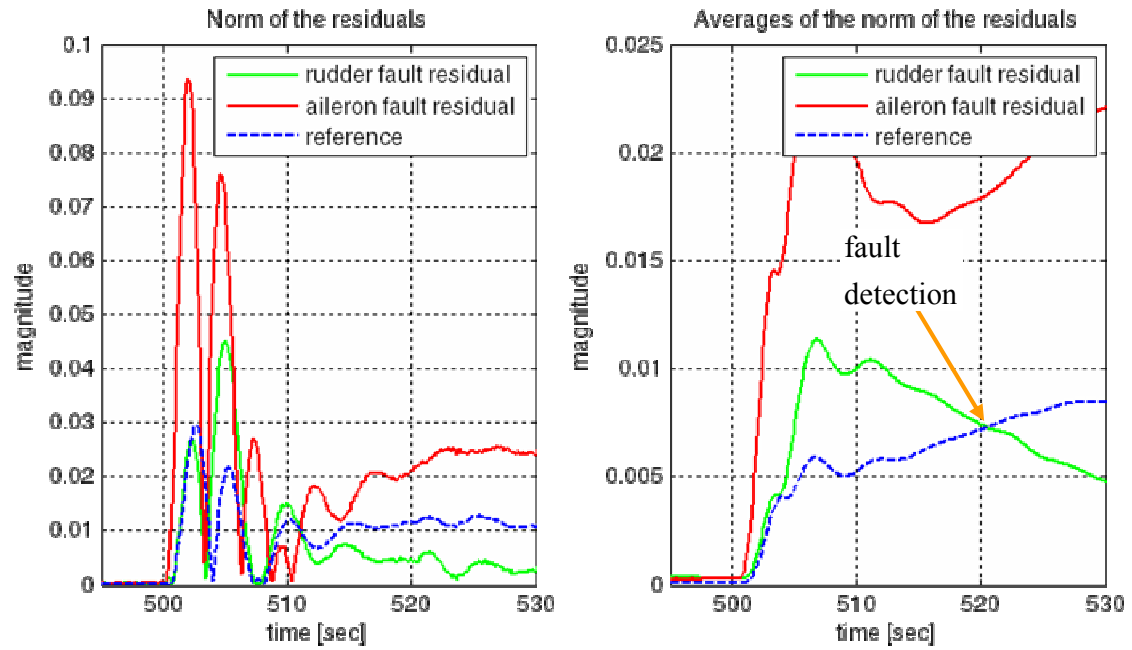 Norm of the residuals
0.1
0.09
0.08
0.07
0.06
0.05
0.04
0.03
0.02
0.01
0
magnitude
rudder fault residual
aileron fault residual
reference
500
510
520
530
time [sec]
Averages of the norm of the residuals
0.025
0.02
0.015
0.01
0.005
0
magnitude
rudder fault residual
aileron fault residual
reference
fault
detection
500
510
520
530
time [sec]